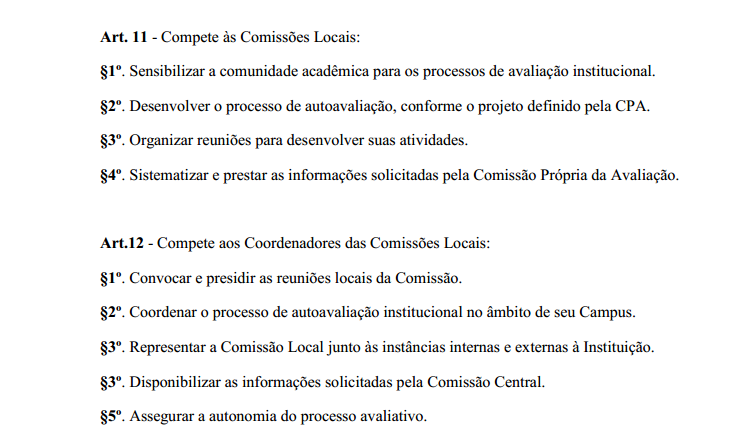 Art. 11 - Compete às Comissões Locais:
§1º. Sensibilizar a comunidade acadêmica para os processos de avaliação institucional.
§2º. Desenvolver o processo de autoavaliação, conforme o projeto definido pela CPA.
§3º. Organizar reuniões para desenvolver suas atividades.
§4º. Sistematizar e prestar as informações solicitadas pela Comissão Própria da Avaliação.
Art.12 - Compete aos Coordenadores das Comissões Locais:
§1º. Convocar e presidir as reuniões locais da Comissão.
§2º. Coordenar o processo de autoavaliação institucional no âmbito de seu Campus.
§3º. Representar a Comissão Local junto às instâncias internas e externas à Instituição.
§3º. Disponibilizar as informações solicitadas pela Comissão Central.
§5º. Assegurar a autonomia do processo avaliativo.